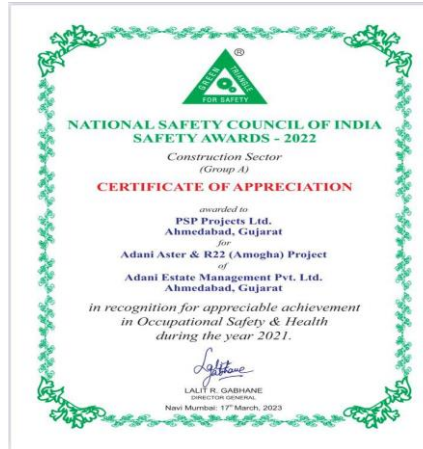 ®
GREEN TRIANGLE
FOR SAFETY
NATIONAL SAFETY COUNCIL OF INDIA
SAFETY AWARDS - 2022
Construction Sector
(Group A)
CERTIFICATE OF APPRECIATION
awarded to
PSP Projects Ltd.
Ahmedabad, Gujarat
for
Adani Aster & R22 (Amogha) Project
of
Adani Estate Management Pvt. Ltd.
Ahmedabad, Gujarat
in recognition for appreciable achievement
in Occupational Safety & Health
during the year 2021.
LALIT R. GABHANE
DIRECTOR GENERAL
Navi Mumbai: 17th March, 2023